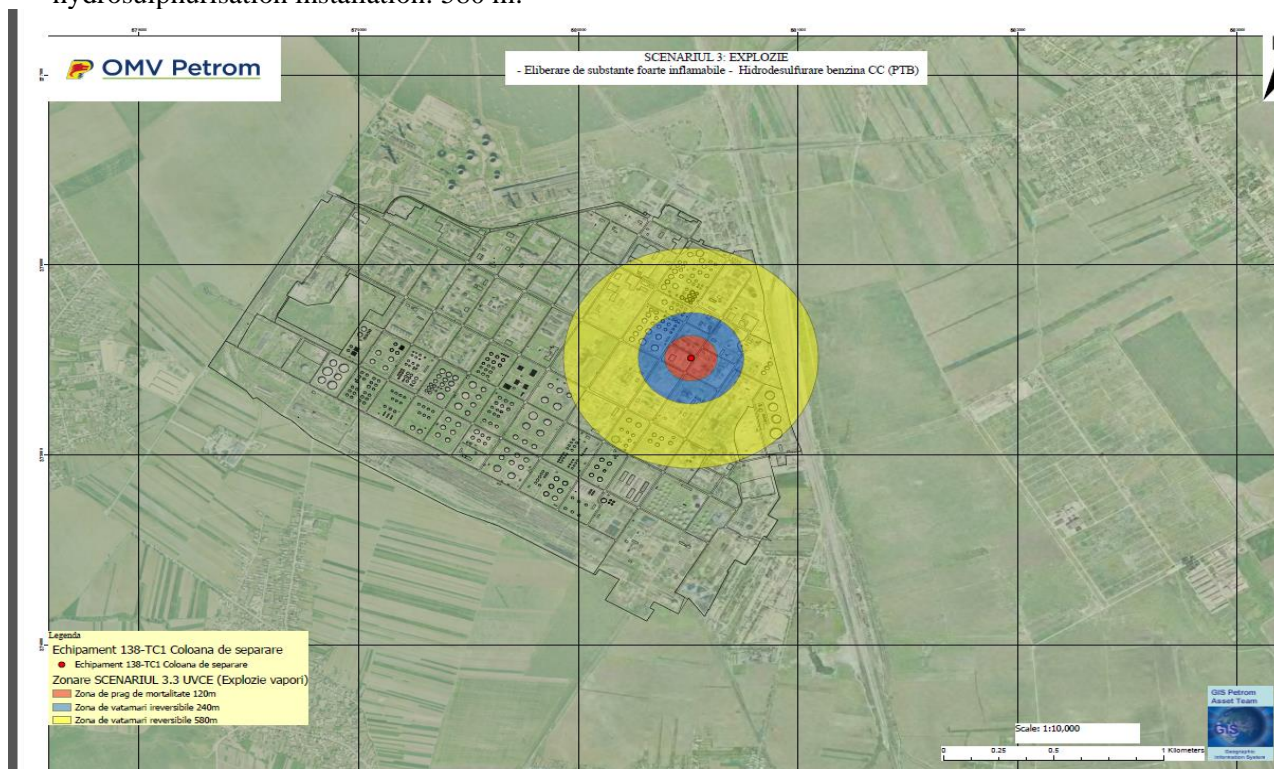 hydrosulphurisation installation: 580 m.
OMV Petrom
SCENARIUL 3: EXPLOZIE
- Eliberare de substante foarte inflamabile - Hidrodesulfurare benzina CC (PTB)
Legenda
Echipament 138-TC1 Coloana de separare
Echipament 138-TC1 Coloana de separare
Zonare SCENARIUL 3.3 UVCE (Explozie vapori)
Zona de prag de mortalitate 120m
Zona de vatamari ireversibile 240m
Zona de vatamari reversibile 580m
Scale: 1:10,000
0 0.25 0.5 1 Kilometers
GIS Petrom
Asset Team
GIS
Geographic
Information System